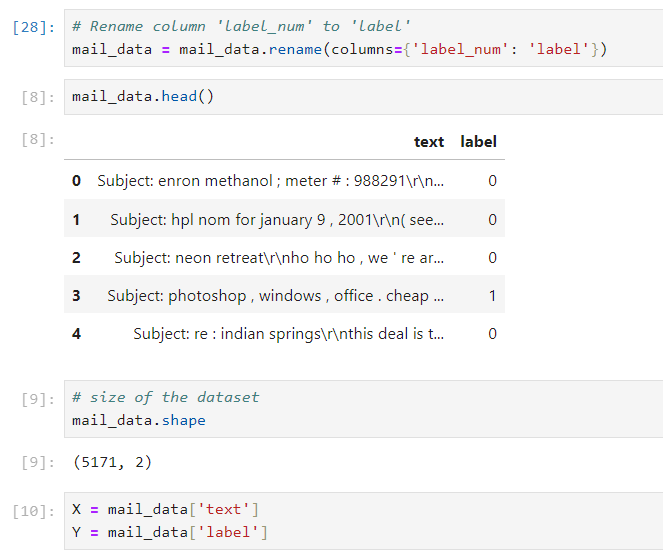 [28]: # Rename column 'label_num' to 'label'
mail_data = mail_data.rename(columns={'label_num': 'label'})
[8]: mail_data.head()
[8]: text label
0 Subject: enron methanol ; meter # : 988291\r\n... 0
1 Subject: hpl nom for january 9 , 2001\r\n( see... 0
2 Subject: neon retreat\r\nho ho ho , we ' re ar... 0
3 Subject: photoshop , windows , office . cheap ... 1
4 Subject: re : indian springs\r\nthis deal is t... 0
[9]: # size of the dataset
mail_data.shape
[9]: (5171, 2)
[10]: X = mail_data['text']
Y = mail_data['label']